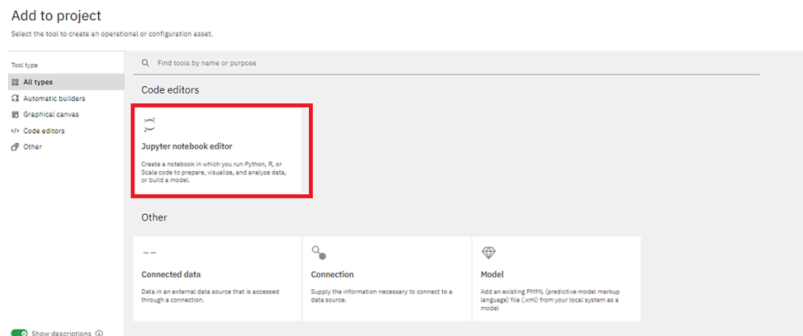 Add to project
Select the tool to create an operational or configuration asset.
Tool type
All types
Automatic builders
Graphical canvas
Code editors
Other
Show descriptions
Find tools by name or purpose
Code editors
Jupyter notebook editor
Create a notebook in which you run Python, R, or
Scala code to prepare, visualize, and analyze data,
or build a model.
Other
Connected data
Data in an external data source that is accessed
through a connection.
Connection
Supply the information necessary to connect to a
data source.
Model
Add an existing PMML (predictive model markup
language) file (.xml) from your local system as a
model